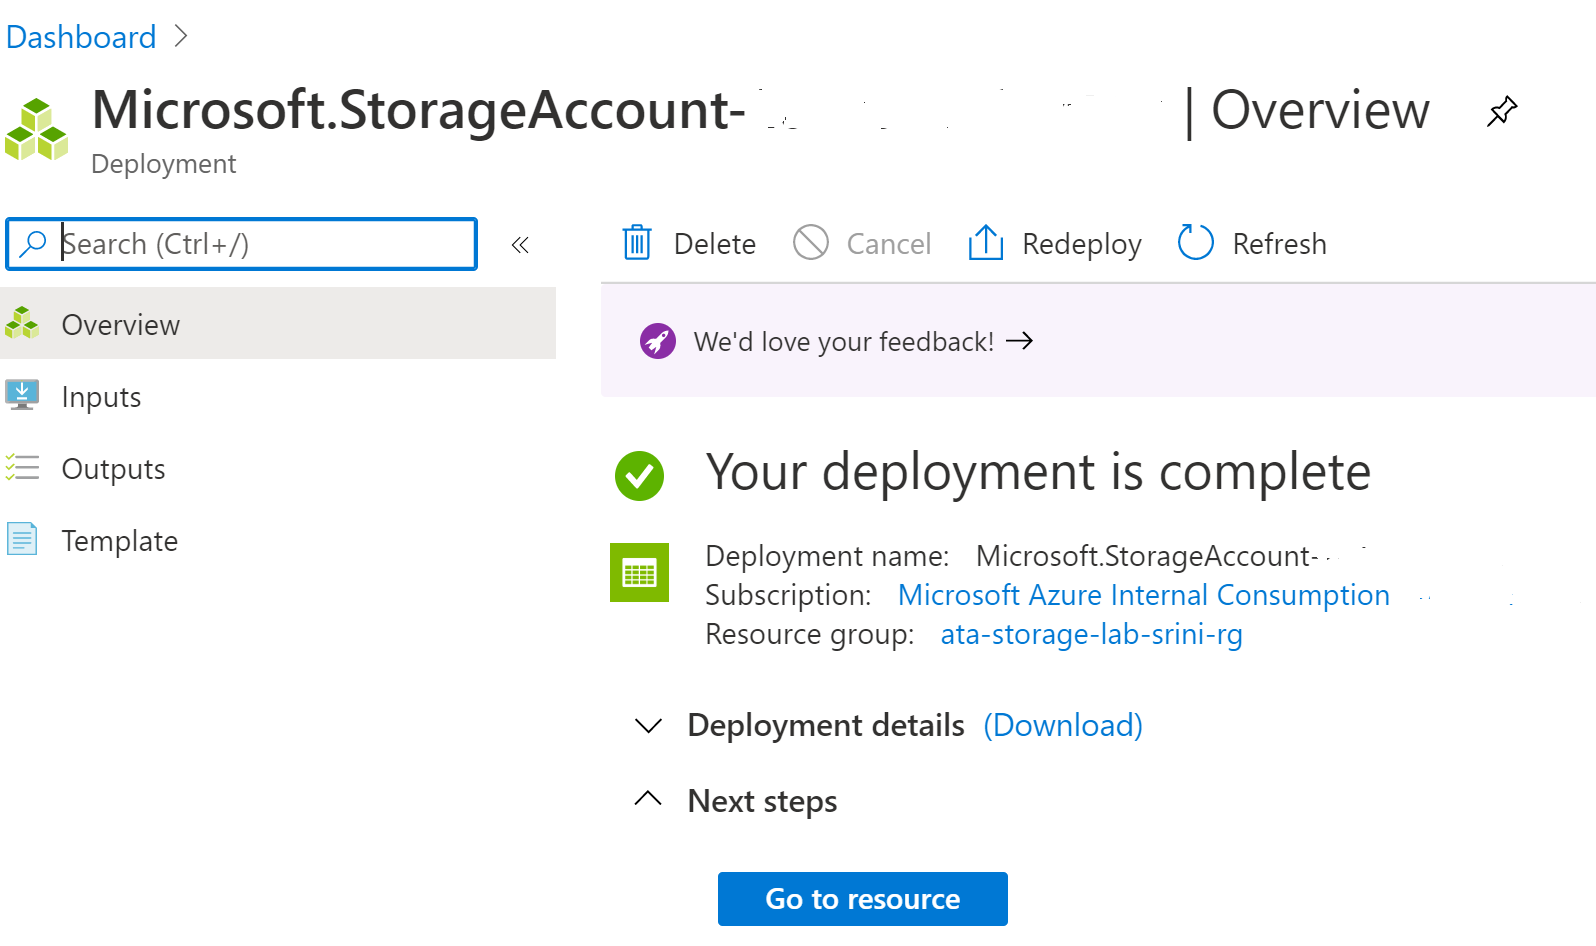 Dashboard
Microsoft.StorageAccount- | Overview
Deployment
Search (Ctrl+/)
«
Delete Cancel Redeploy Refresh
Overview
We'd love your feedback! →
Inputs
Outputs
Template
Your deployment is complete
Deployment name: Microsoft.StorageAccount-
Subscription: Microsoft Azure Internal Consumption
Resource group: ata-storage-lab-srini-rg
Deployment details (Download)
Next steps
Go to resource